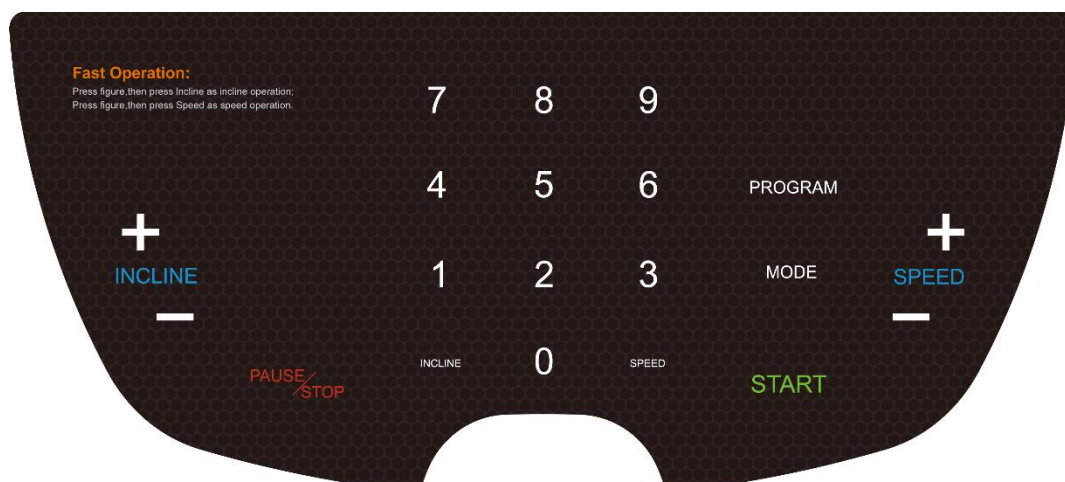 Fast Operation:
Press figure,then press Incline as incline operation;
Press figure,then press Speed as speed operation.
7 8 9
4 5 6 PROGRAM
+ +
INCLINE 1 2 3 MODE SPEED
- -
INCLINE 0 SPEED
PAUSE/STOP START